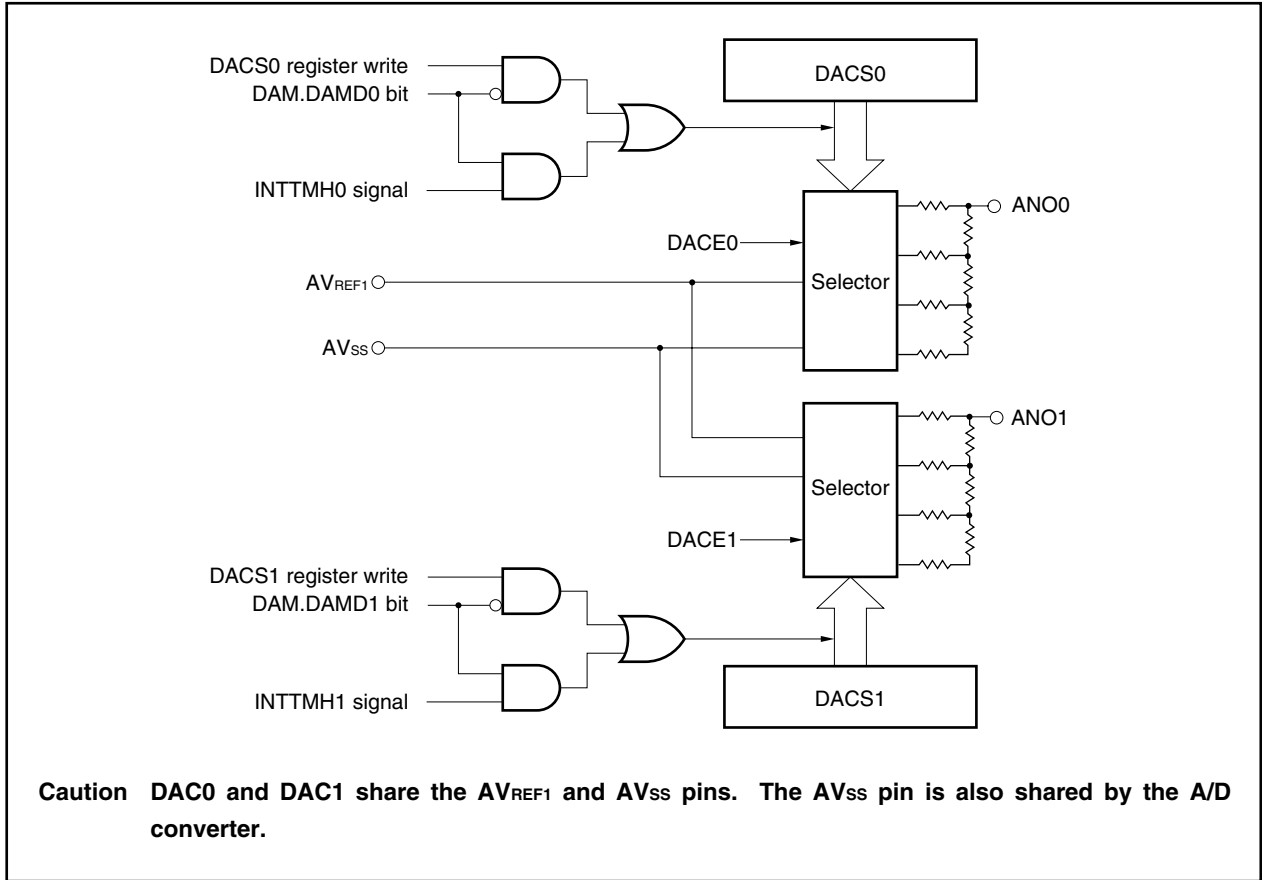 DACS0 register write
DAM.DAMD0 bit
INTTMH0 signal
DACS0
DACE0
Selector
ANO0
AVREF1
AVSS
Selector
ANO1
DACE1
DACS1 register write
DAM.DAMD1 bit
INTTMH1 signal
DACS1
Caution DAC0 and DAC1 share the AVREF1 and AVSS pins. The AVSS pin is also shared by the A/D
converter.